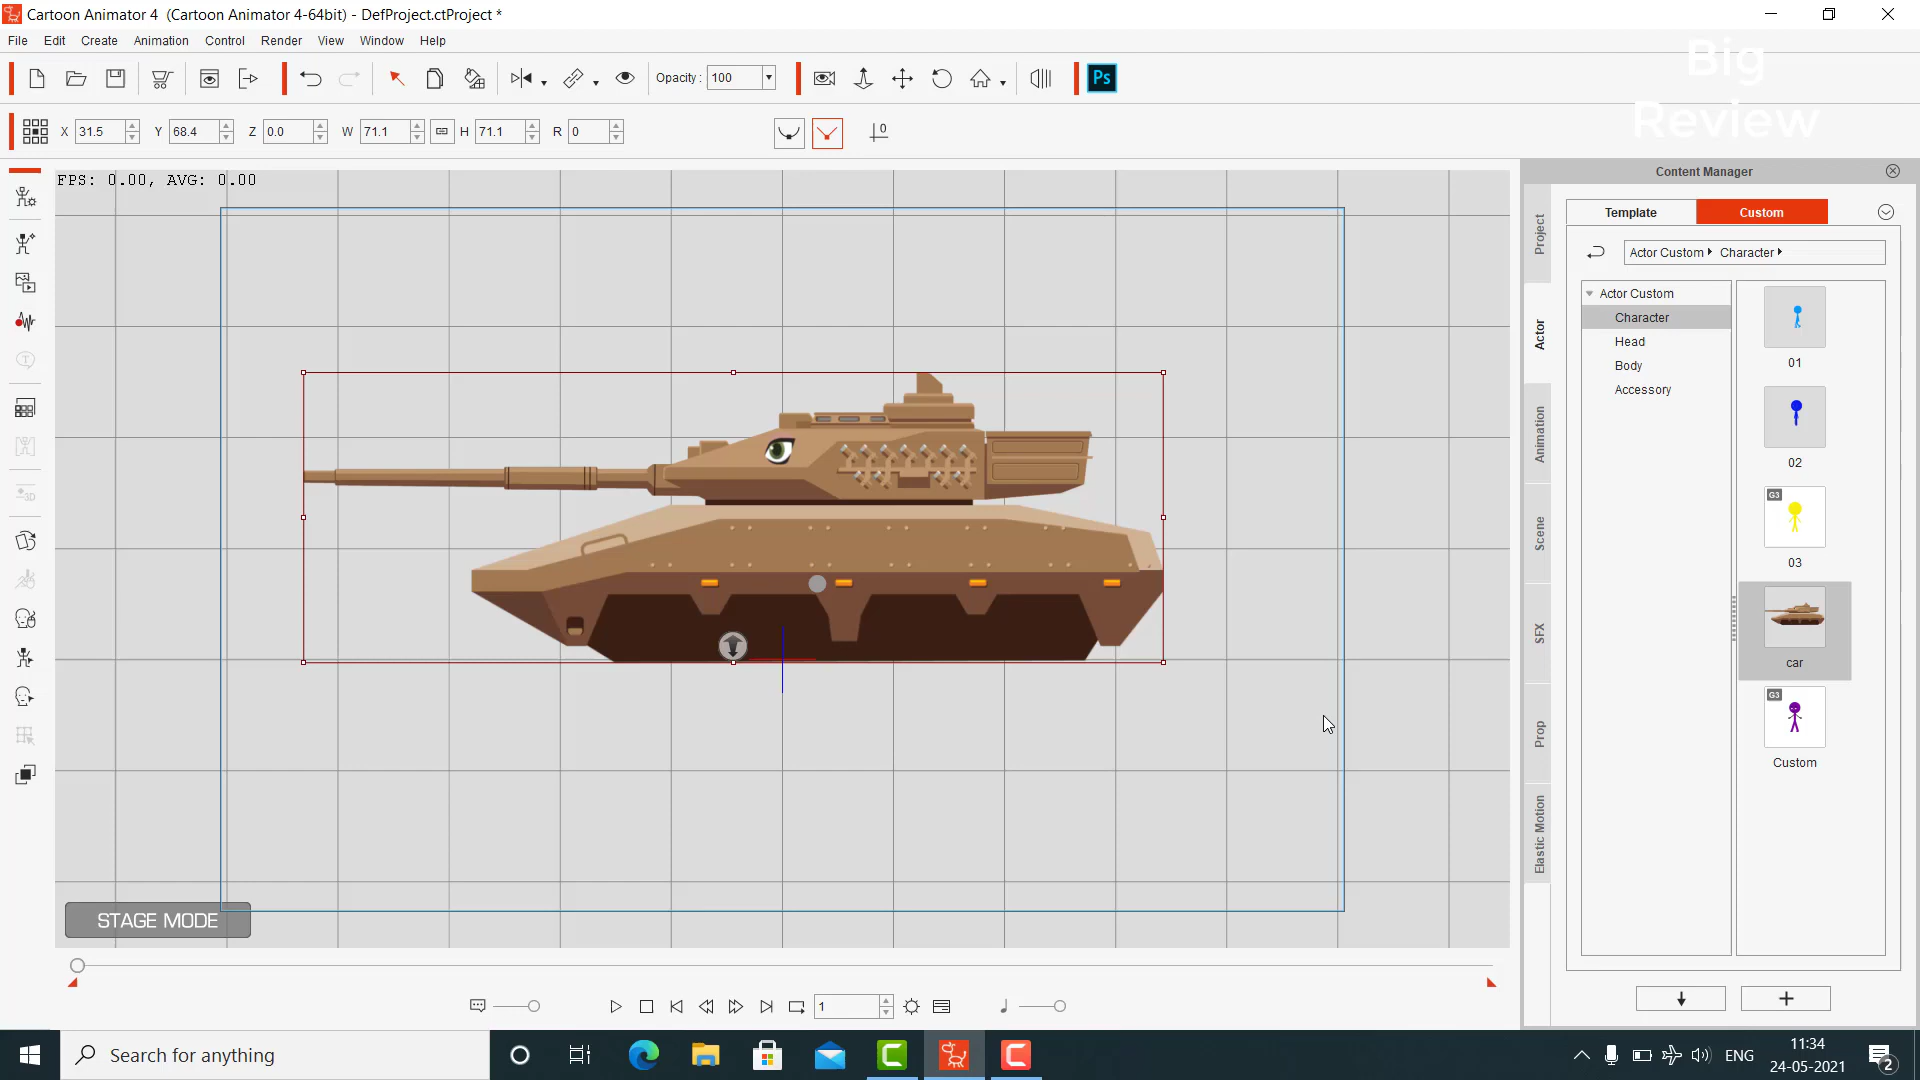 Cartoon Animator 4  (Cartoon Animator 4-64bit) - DefProject.ctProject *
File Edit Create Animation Control Render View Window Help
Big
Review
Opacity : 100
Ps
X 31.5 Y 68.4 Z 0.0 W 71.1 H 71.1 R 0
0
FPS: 0.00, AVG: 0.00
Content Manager
Template Custom
Actor Custom Character
Project
Actor
Animation
Scene
SFX
Prop
Elastic Motion
Actor Custom
Character
Head
Body
Accessory
01
02
G3
03
car
G3
Custom
T
3D
STAGE MODE
1
Search for anything
ENG
11:34
24-05-2021
2